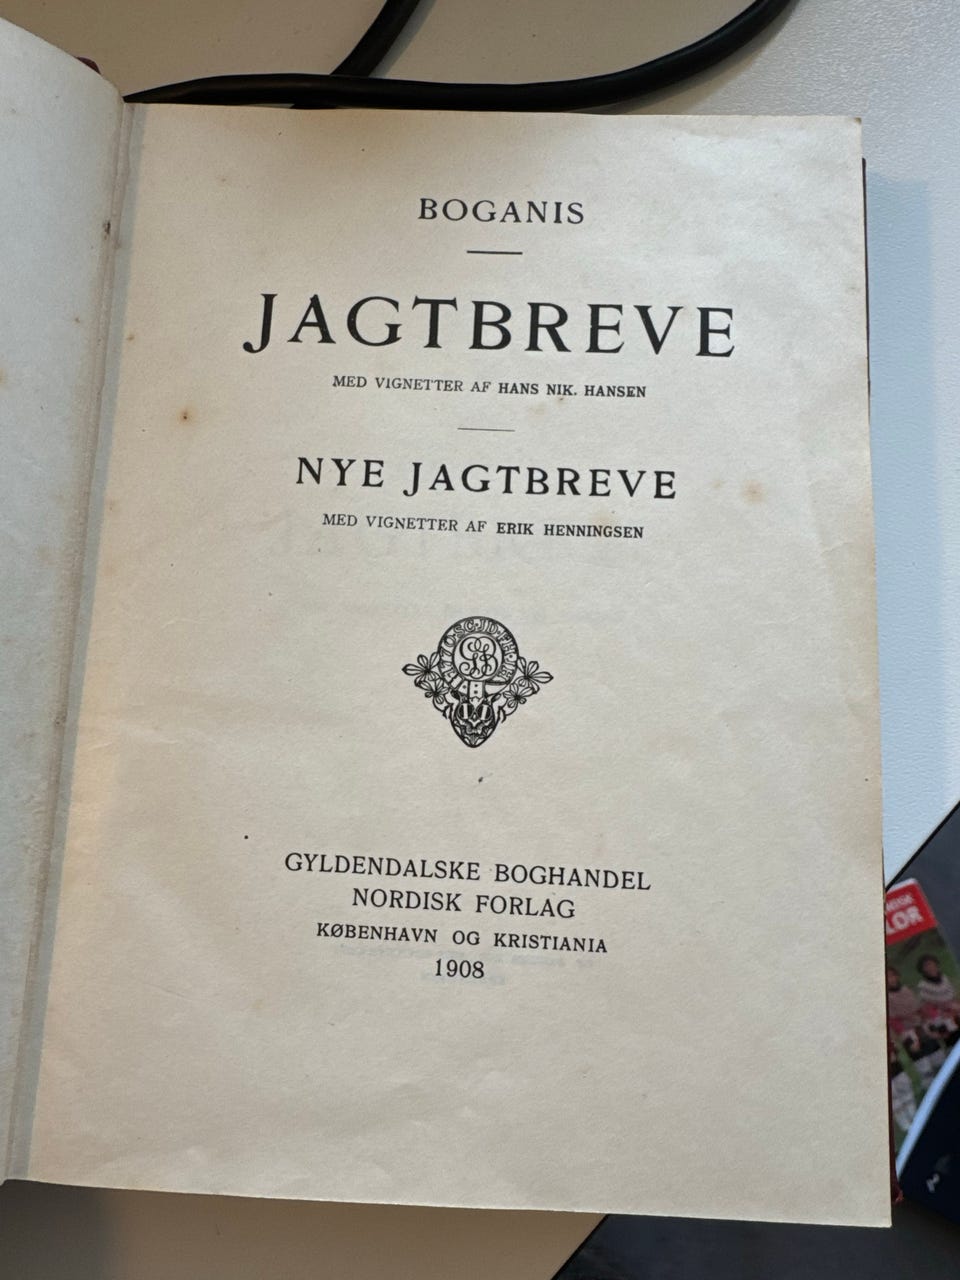 BOGANIS
JAGTBREVE
MED VIGNETTER AF HANS NIK. HANSEN
NYE JAGTBREVE
MED VIGNETTER AF ERIK HENNINGSEN
GYLDENDALSKE BOGHANDEL
NORDISK FORLAG
KØBENHAVN OG KRISTIANIA
1908